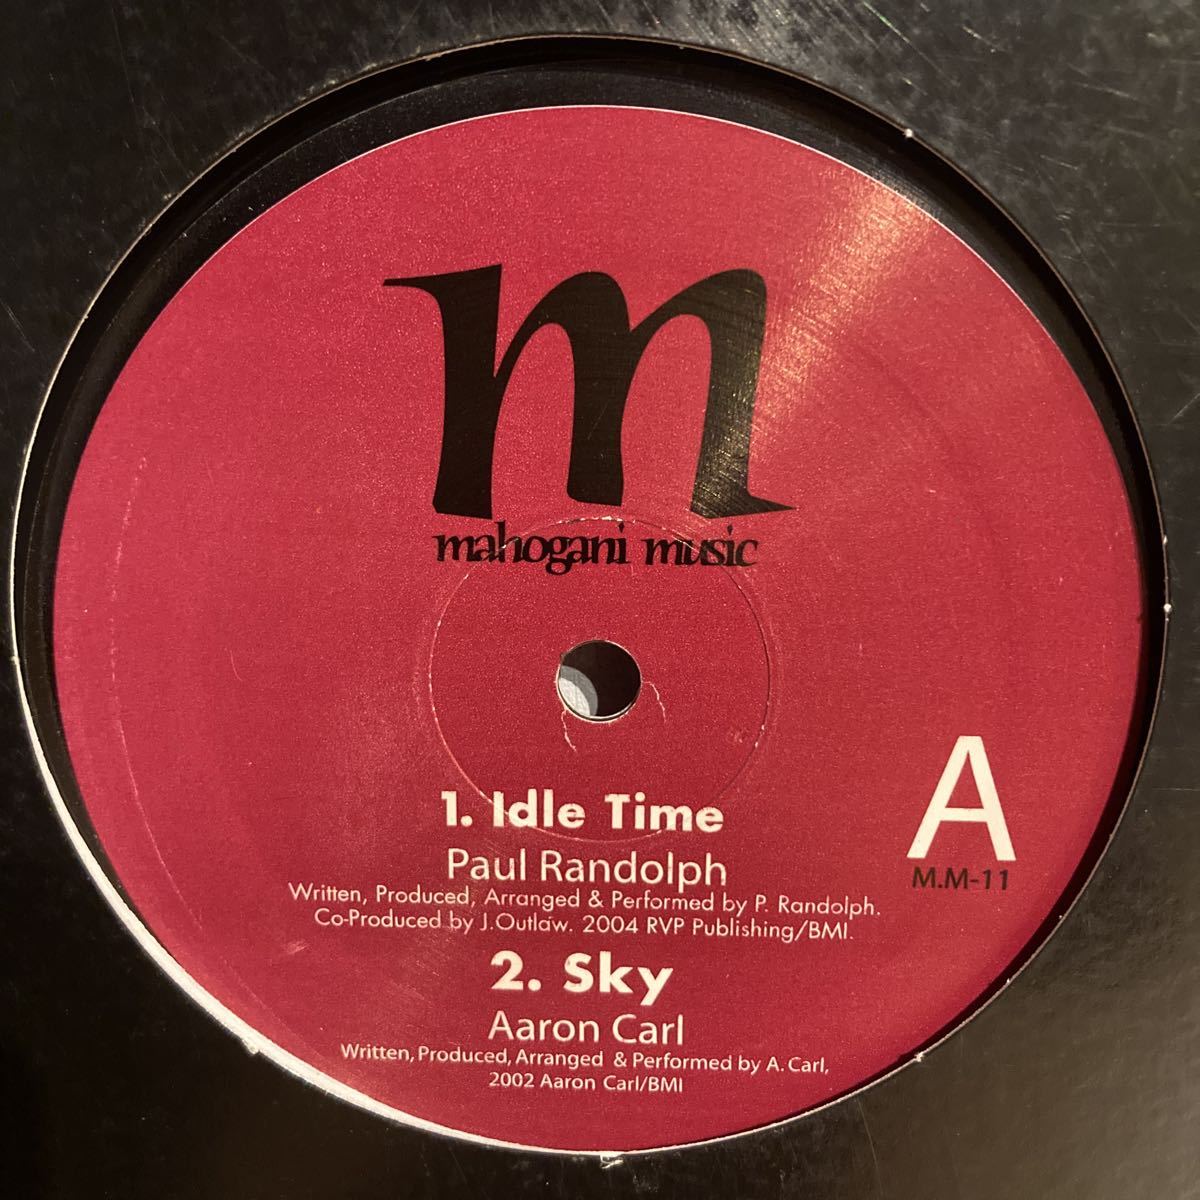 m
mahogani music
1. Idle Time
Paul Randolph
Written, Produced, Arranged & Performed by P. Randolph.
Co-Produced by J.Outlaw. 2004 RVP Publishing/BMI.
2. Sky
Aaron Carl
Written, Produced, Arranged & Performed by A. Carl,
2002 Aaron Carl/BMI
A
M.M-11